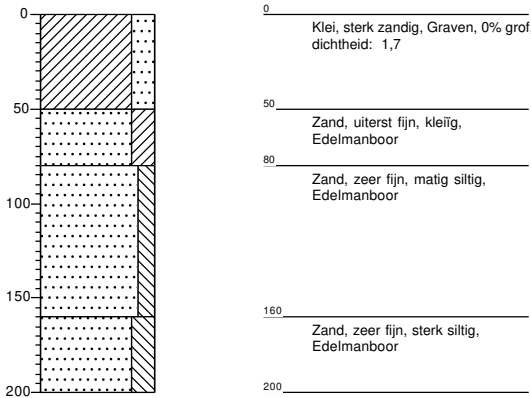 0
50
100
150
200
0
Klei, sterk zandig, Graven, 0% grof,
dichtheid: 1,7
50
Zand, uiterst fijn, kleiïg,
Edelmanboor
80
Zand, zeer fijn, matig siltig,
Edelmanboor
160
Zand, zeer fijn, sterk siltig,
Edelmanboor
200